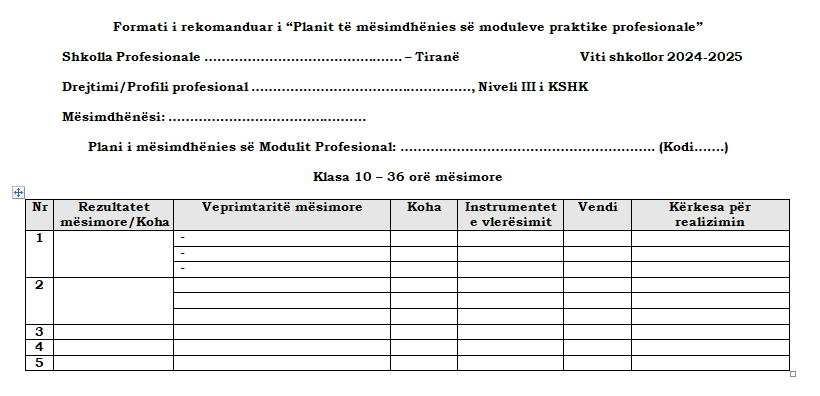 Formati i rekomanduar i “Planit të mësimdhënies së moduleve praktike profesionale”
Shkolla Profesionale ………………………………………. – Tiranë Viti shkollor 2024-2025
Drejtimi/Profili profesional ……………………………………………, Niveli III i KSHK
Mësimdhënësi: ……………………………………….
Plani i mësimdhënies së Modulit Profesional: ………………………………………………….. (Kodi…….)
Klasa 10 – 36 orë mësimore
Nr Rezultatet mësimore/Koha Veprimtaritë mësimore Koha Instrumentet e vlerësimit Vendi Kërkesa për realizimin
1 -
-
-
2
3
4
5